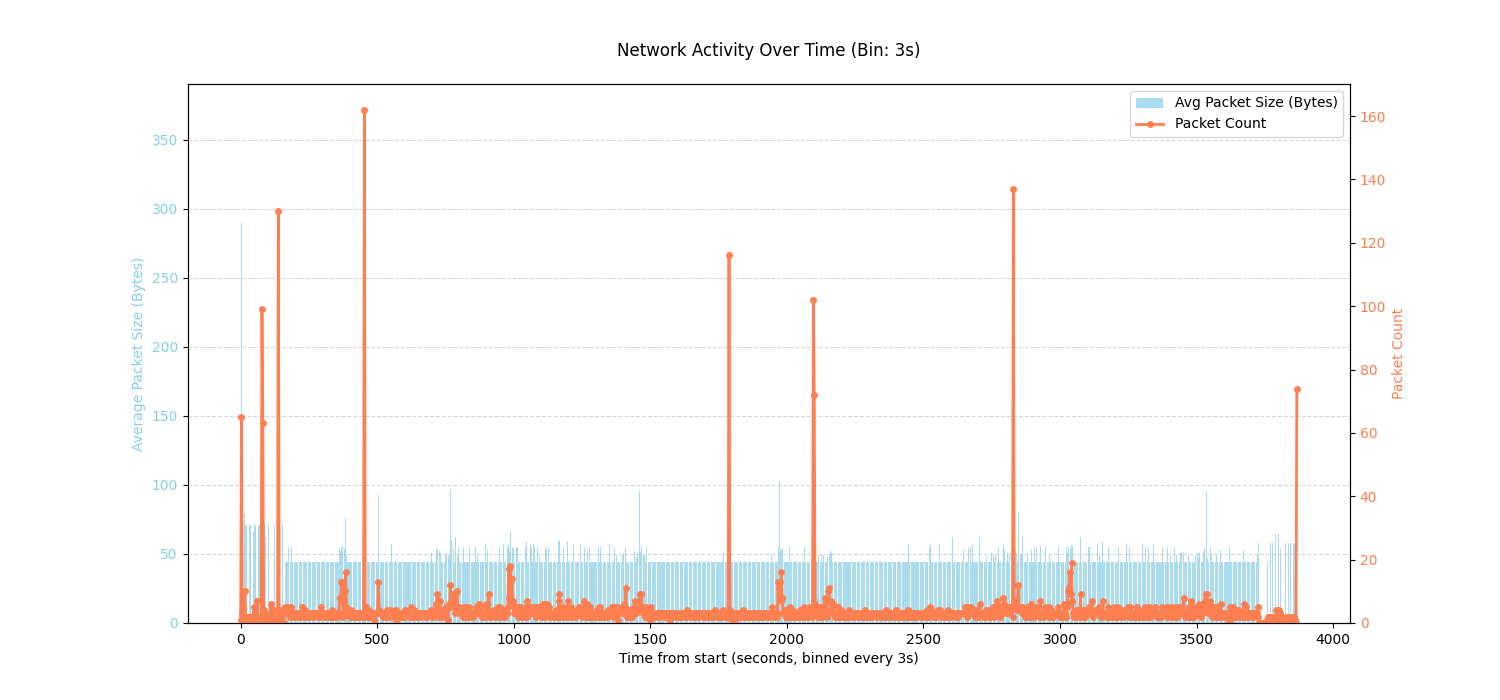 Network Activity Over Time (Bin: 3s)
Avg Packet Size (Bytes)
Packet Count
350
300
250
200
150
100
50
0
Average Packet Size (Bytes)
160
140
120
100
80
60
40
20
0
Packet Count
0 500 1000 1500 2000 2500 3000 3500 4000
Time from start (seconds, binned every 3s)